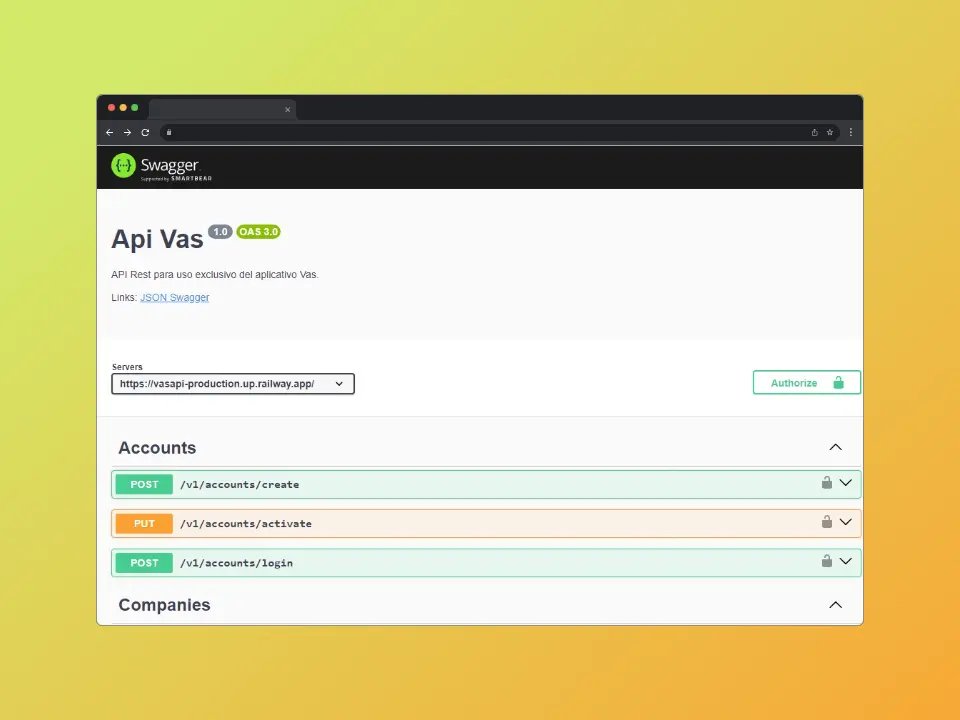 Swagger
Supported by SMARTBEAR
Api Vas 1.0 OAS 3.0
API Rest para uso exclusivo del aplicativo Vas.
Links: JSON Swagger
Servers
https://vasapi-production.up.railway.app/
Authorize
Accounts
POST /v1/accounts/create
PUT /v1/accounts/activate
POST /v1/accounts/login
Companies